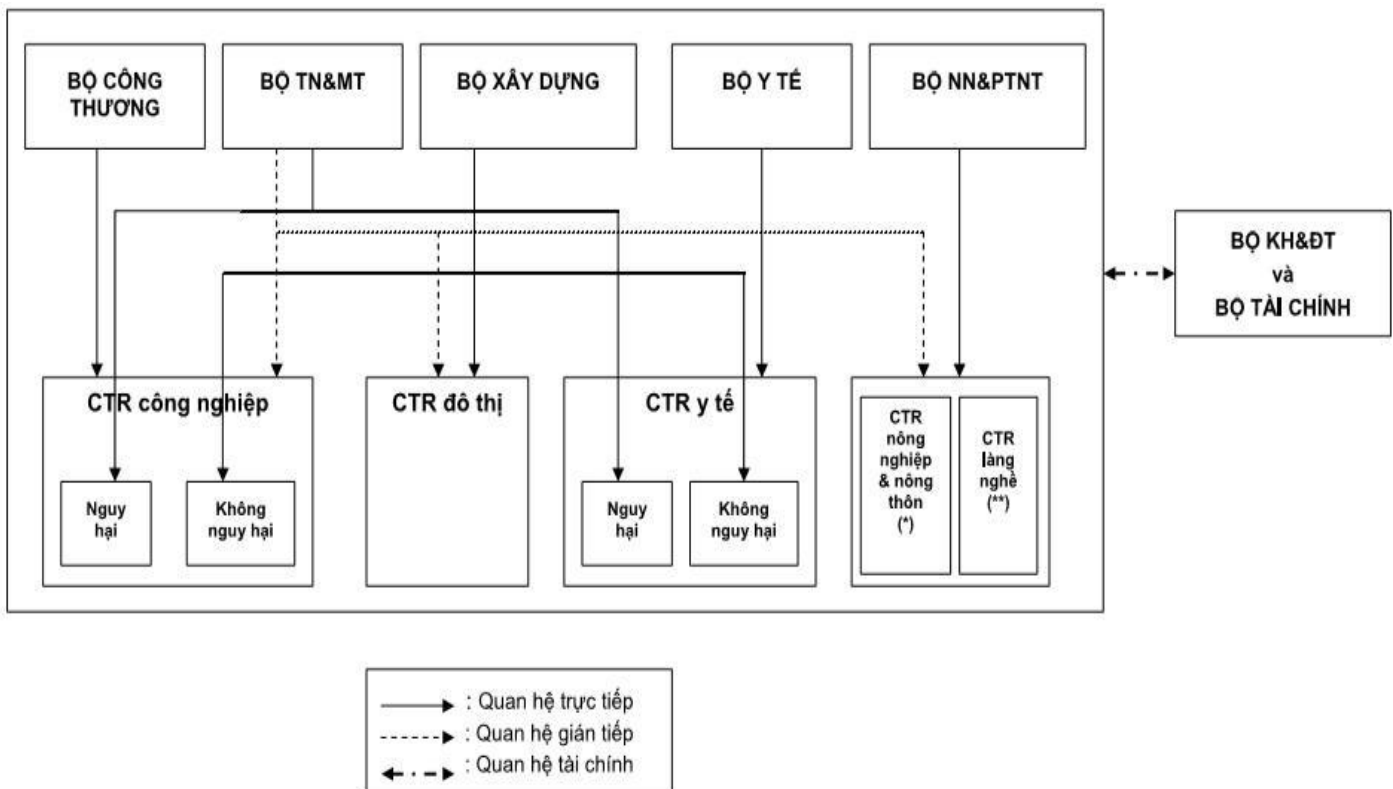 BỘ CÔNG
THƯƠNG
BỘ TN&MT
BỘ XÂY DỰNG
BỘ Y TẾ
BỘ NN&PTNT
BỘ KH&ĐT
và
BỘ TÀI CHÍNH
CTR công nghiệp
Nguy
hại
Không
nguy hại
CTR đô thị
CTR y tế
Nguy
hại
Không
nguy hại
CTR
nông
nghiệp
& nông
thôn
(*)
CTR
làng
nghề
(**)
: Quan hệ trực tiếp
: Quan hệ gián tiếp
: Quan hệ tài chính